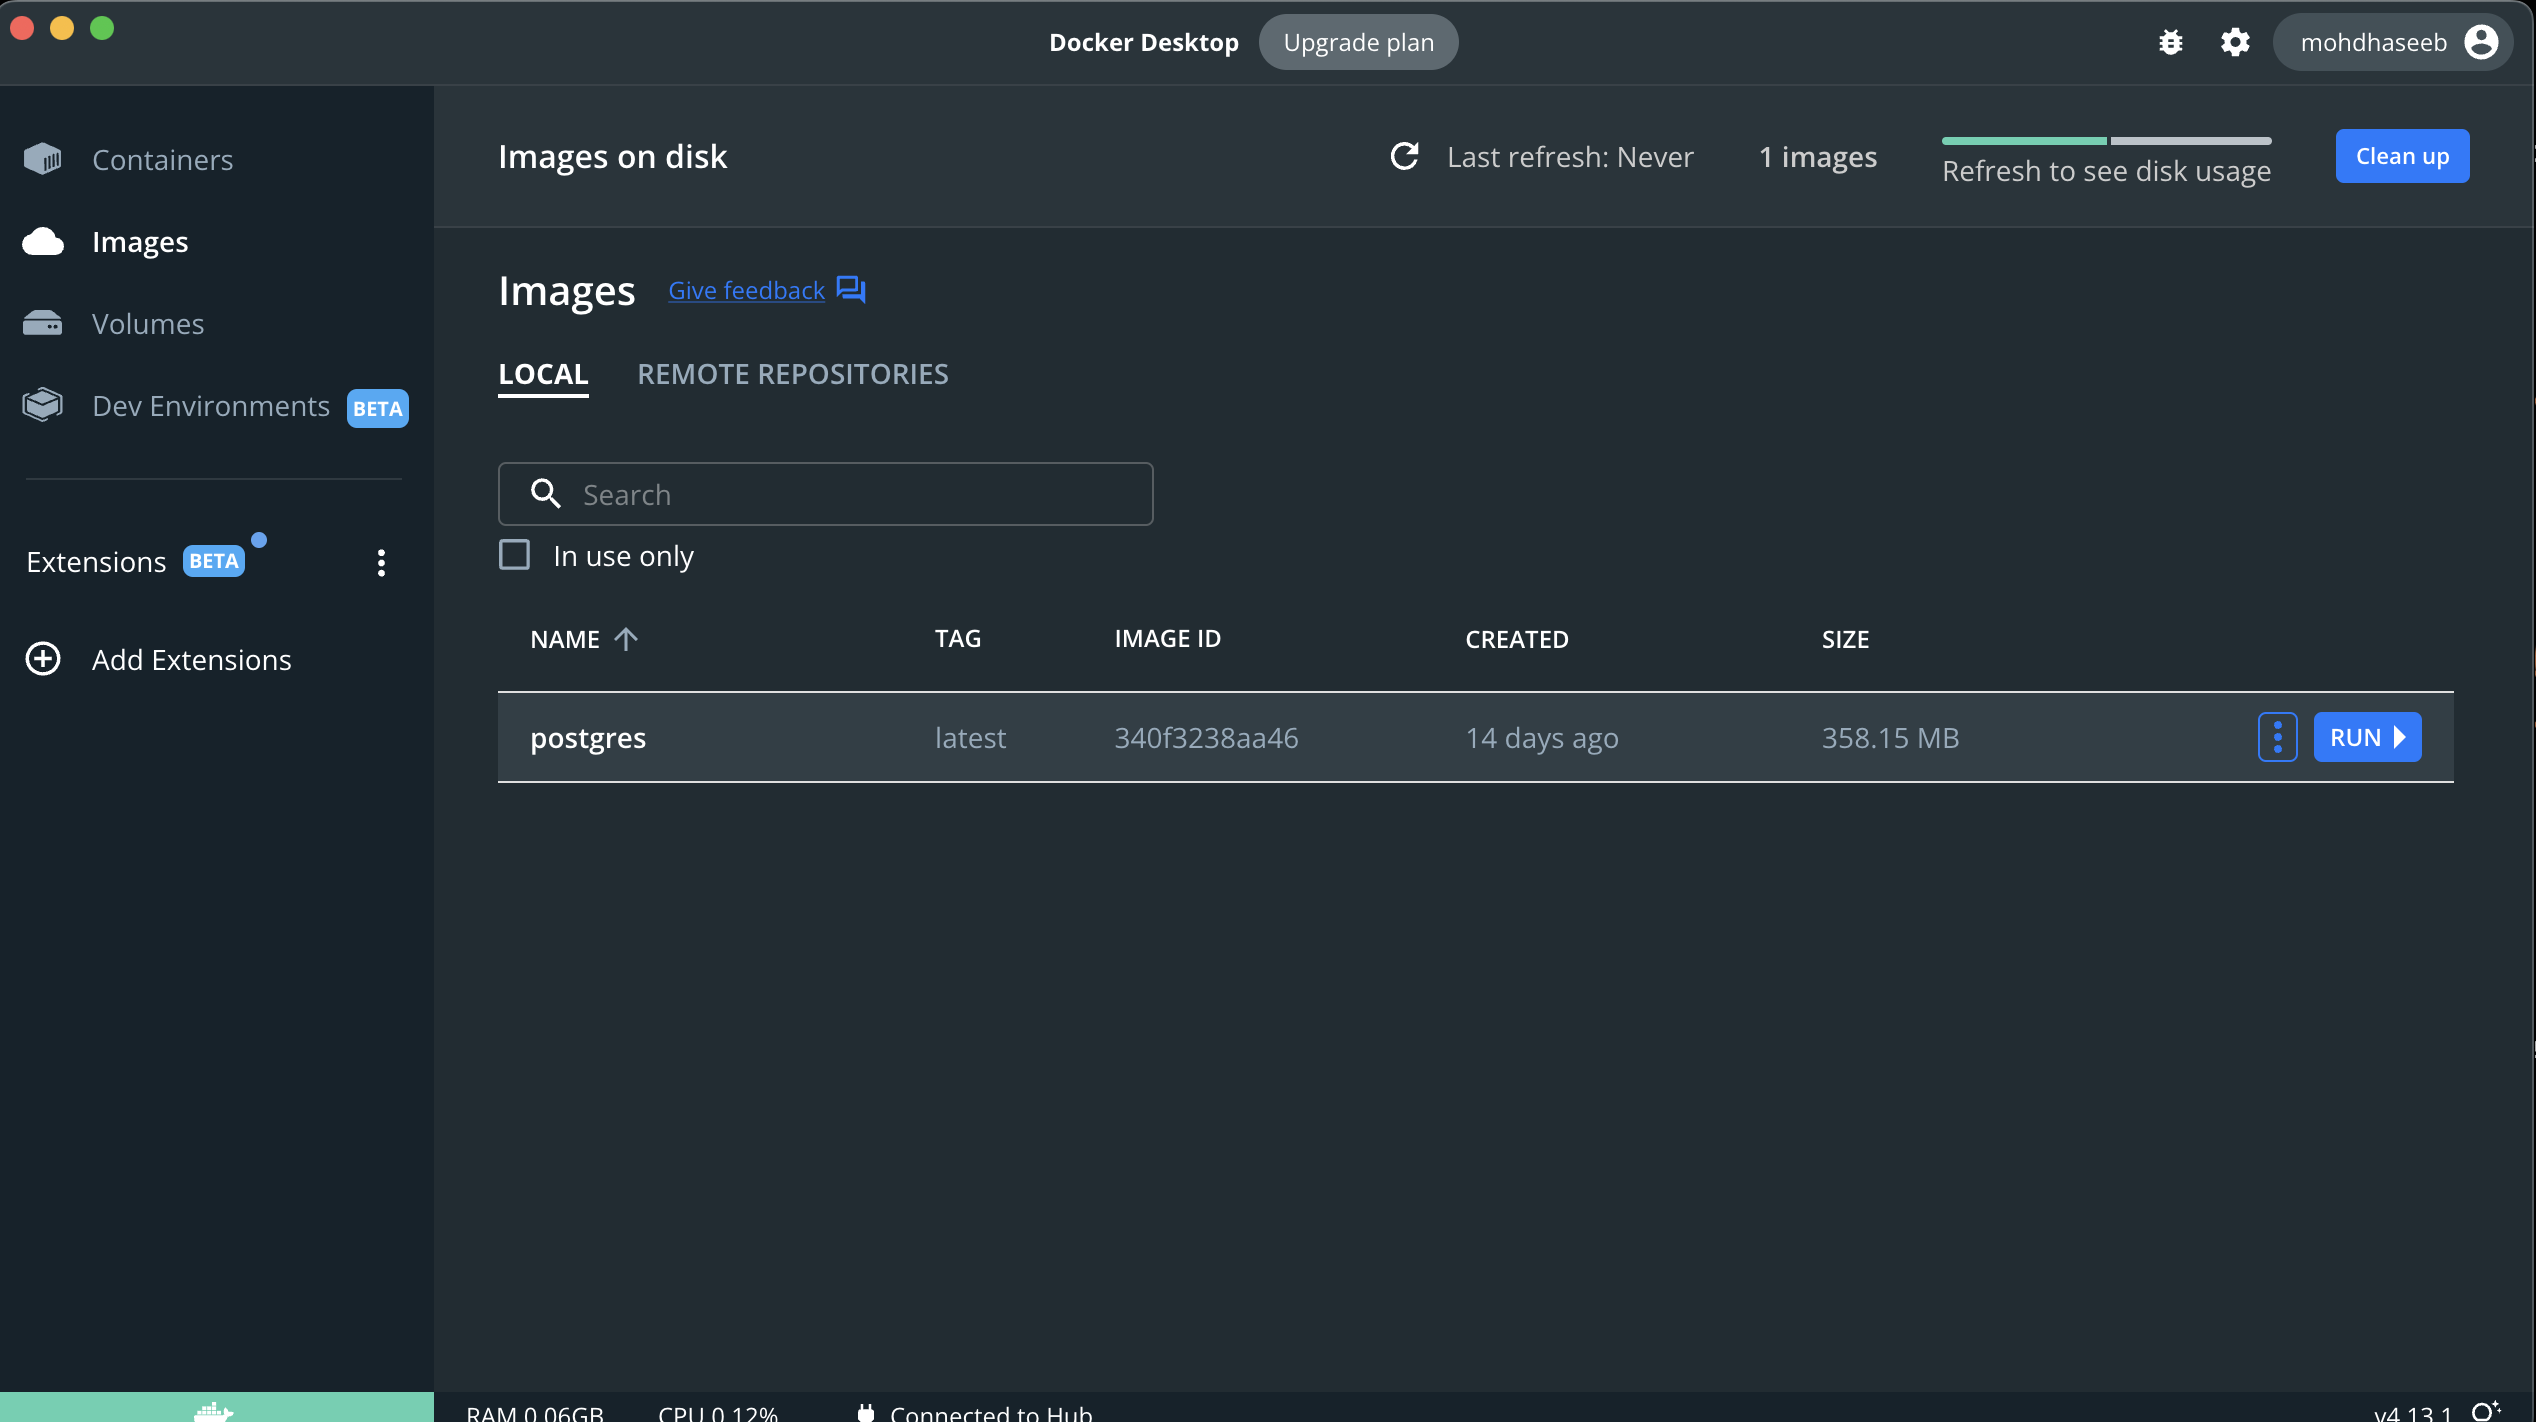 Docker Desktop Upgrade plan mohdhaseeb
Containers
Images
Volumes
Dev Environments BETA
Extensions BETA
Add Extensions
Images on disk Last refresh: Never 1 images Refresh to see disk usage Clean up
Images Give feedback
LOCAL REMOTE REPOSITORIES
Search
In use only
NAME TAG IMAGE ID CREATED SIZE
postgres latest 340f3238aa46 14 days ago 358.15 MB RUN
RAM 0.06GB CPU 0.12% Connected to Hub v4.13.1